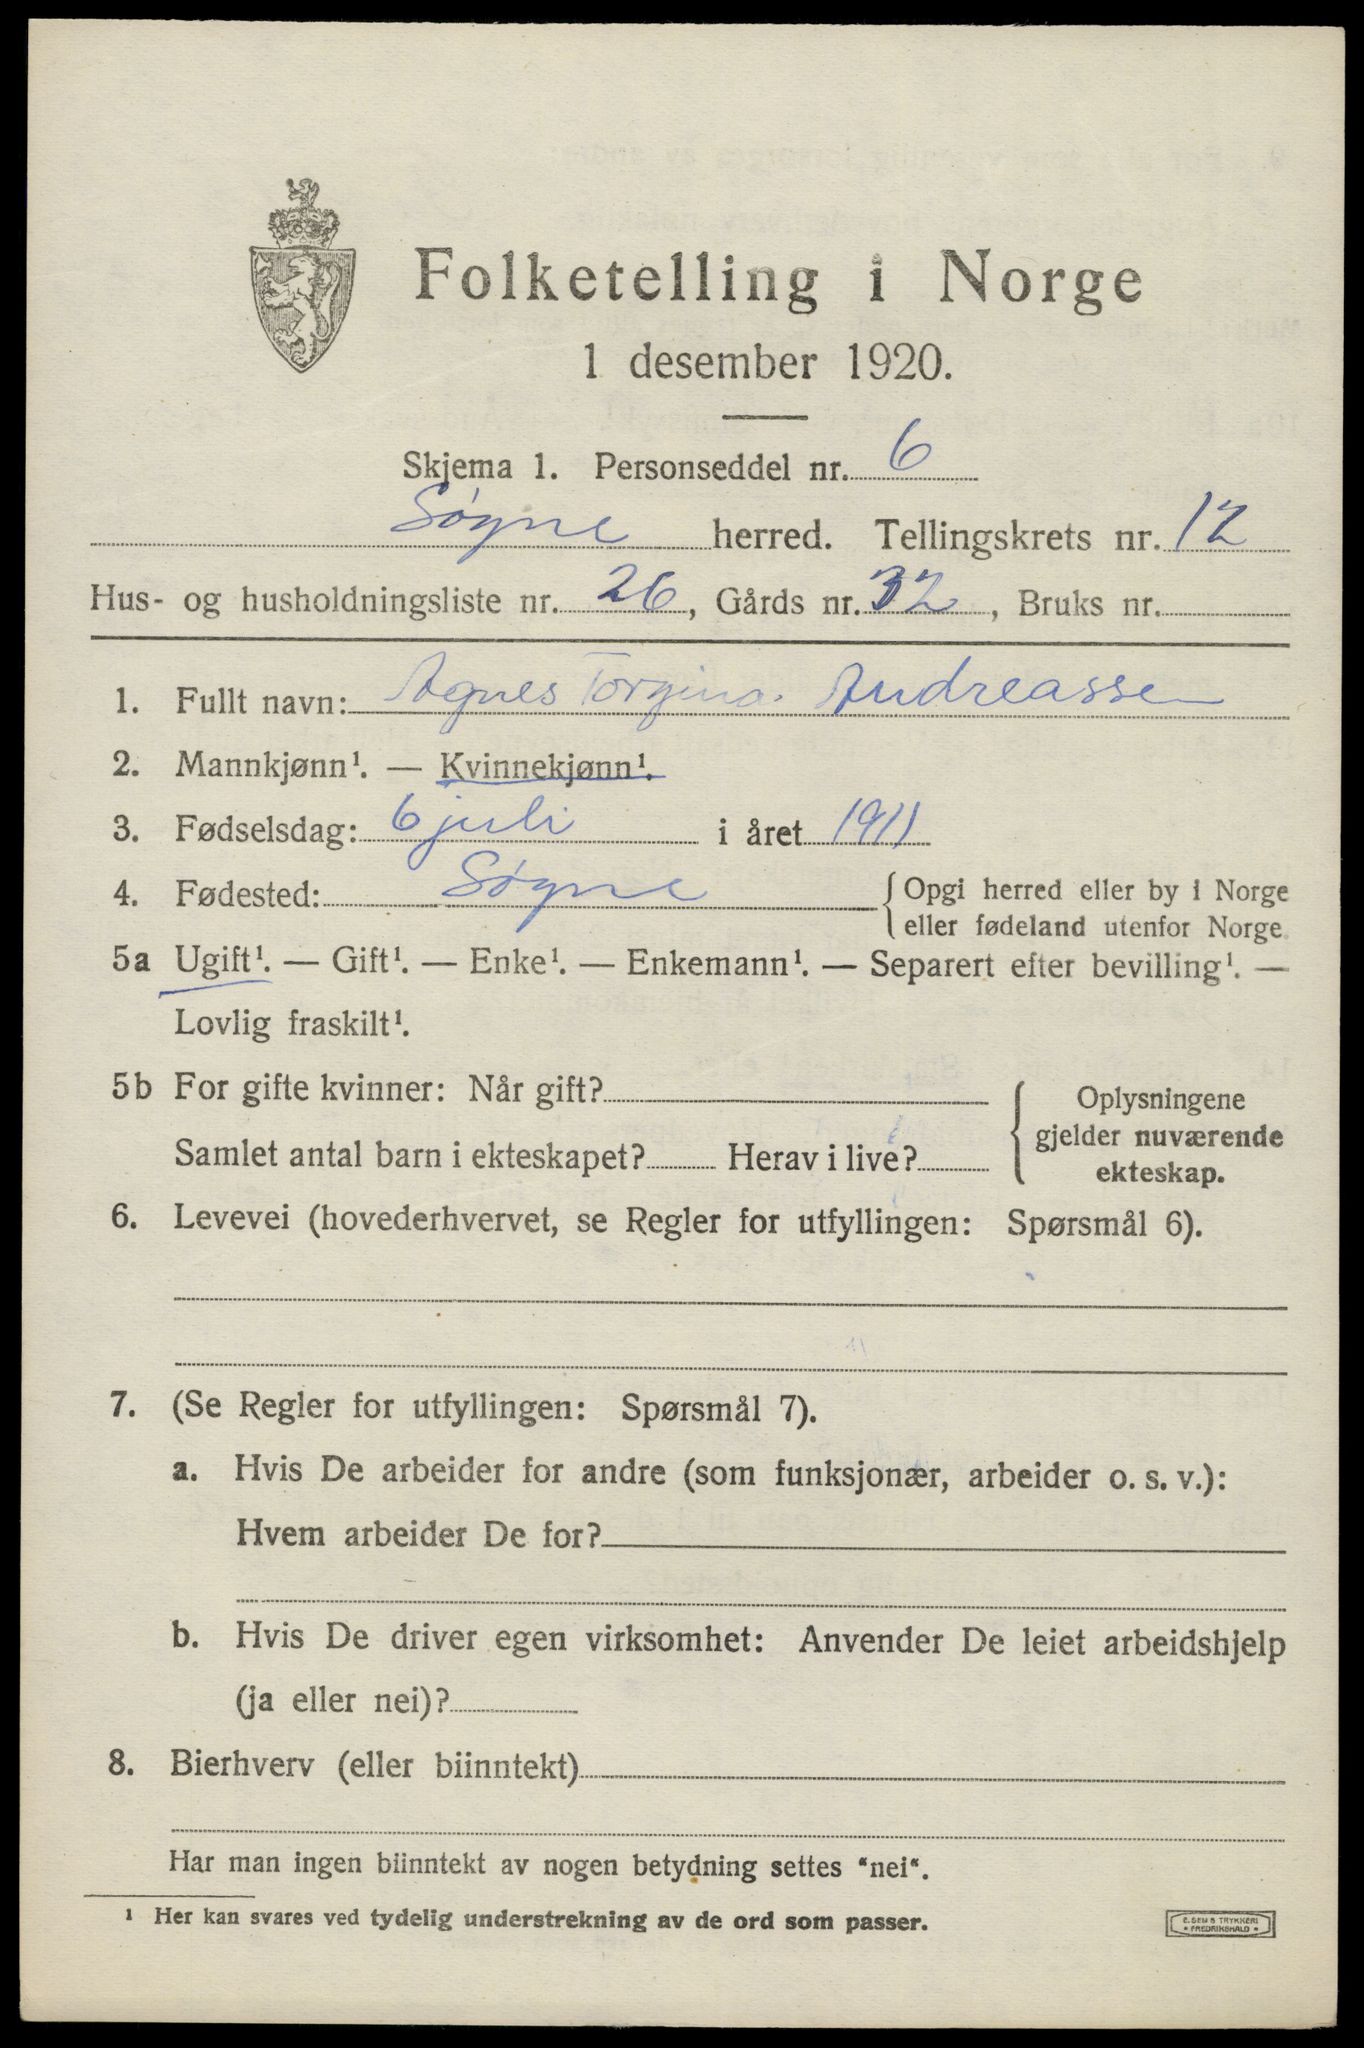 Folketelling i Norge
1 desember 1920.
Skjema 1. Personseddel nr. 6
Søgne herred. Tellingskrets nr. 12
Hus- og husholdningsliste nr. 26, Gårds nr. 32, Bruks nr.
1. Fullt navn: Agnes Torgina Andreassen
2. Mannkjønn¹. — Kvinnekjønn¹.
3. Fødselsdag: 6 juli i året 1911
4. Fødested: Søgne { Opgi herred eller by i Norge
eller fødeland utenfor Norge.
5a Ugift¹. — Gift¹. — Enke¹. — Enkemann¹. — Separert efter bevilling¹. —
Lovlig fraskilt¹.
5b For gifte kvinner: Når gift? { Oplysningene
gjelder nuværende
Samlet antal barn i ekteskapet? Herav i live?
ekteskap.
6. Levevei (hovederhvervet, se Regler for utfyllingen: Spørsmål 6).
7. (Se Regler for utfyllingen: Spørsmål 7).
a. Hvis De arbeider for andre (som funksjonær, arbeider o. s. v.):
Hvem arbeider De for?
b. Hvis De driver egen virksomhet: Anvender De leiet arbeidshjelp
(ja eller nei)?
8. Bierhverv (eller biinntekt)
Har man ingen biinntekt av nogen betydning settes "nei".
¹ Her kan svares ved tydelig understrekning av de ord som passer.
E. SEM'S TRYKKERI
* FREDRIKSHALD *